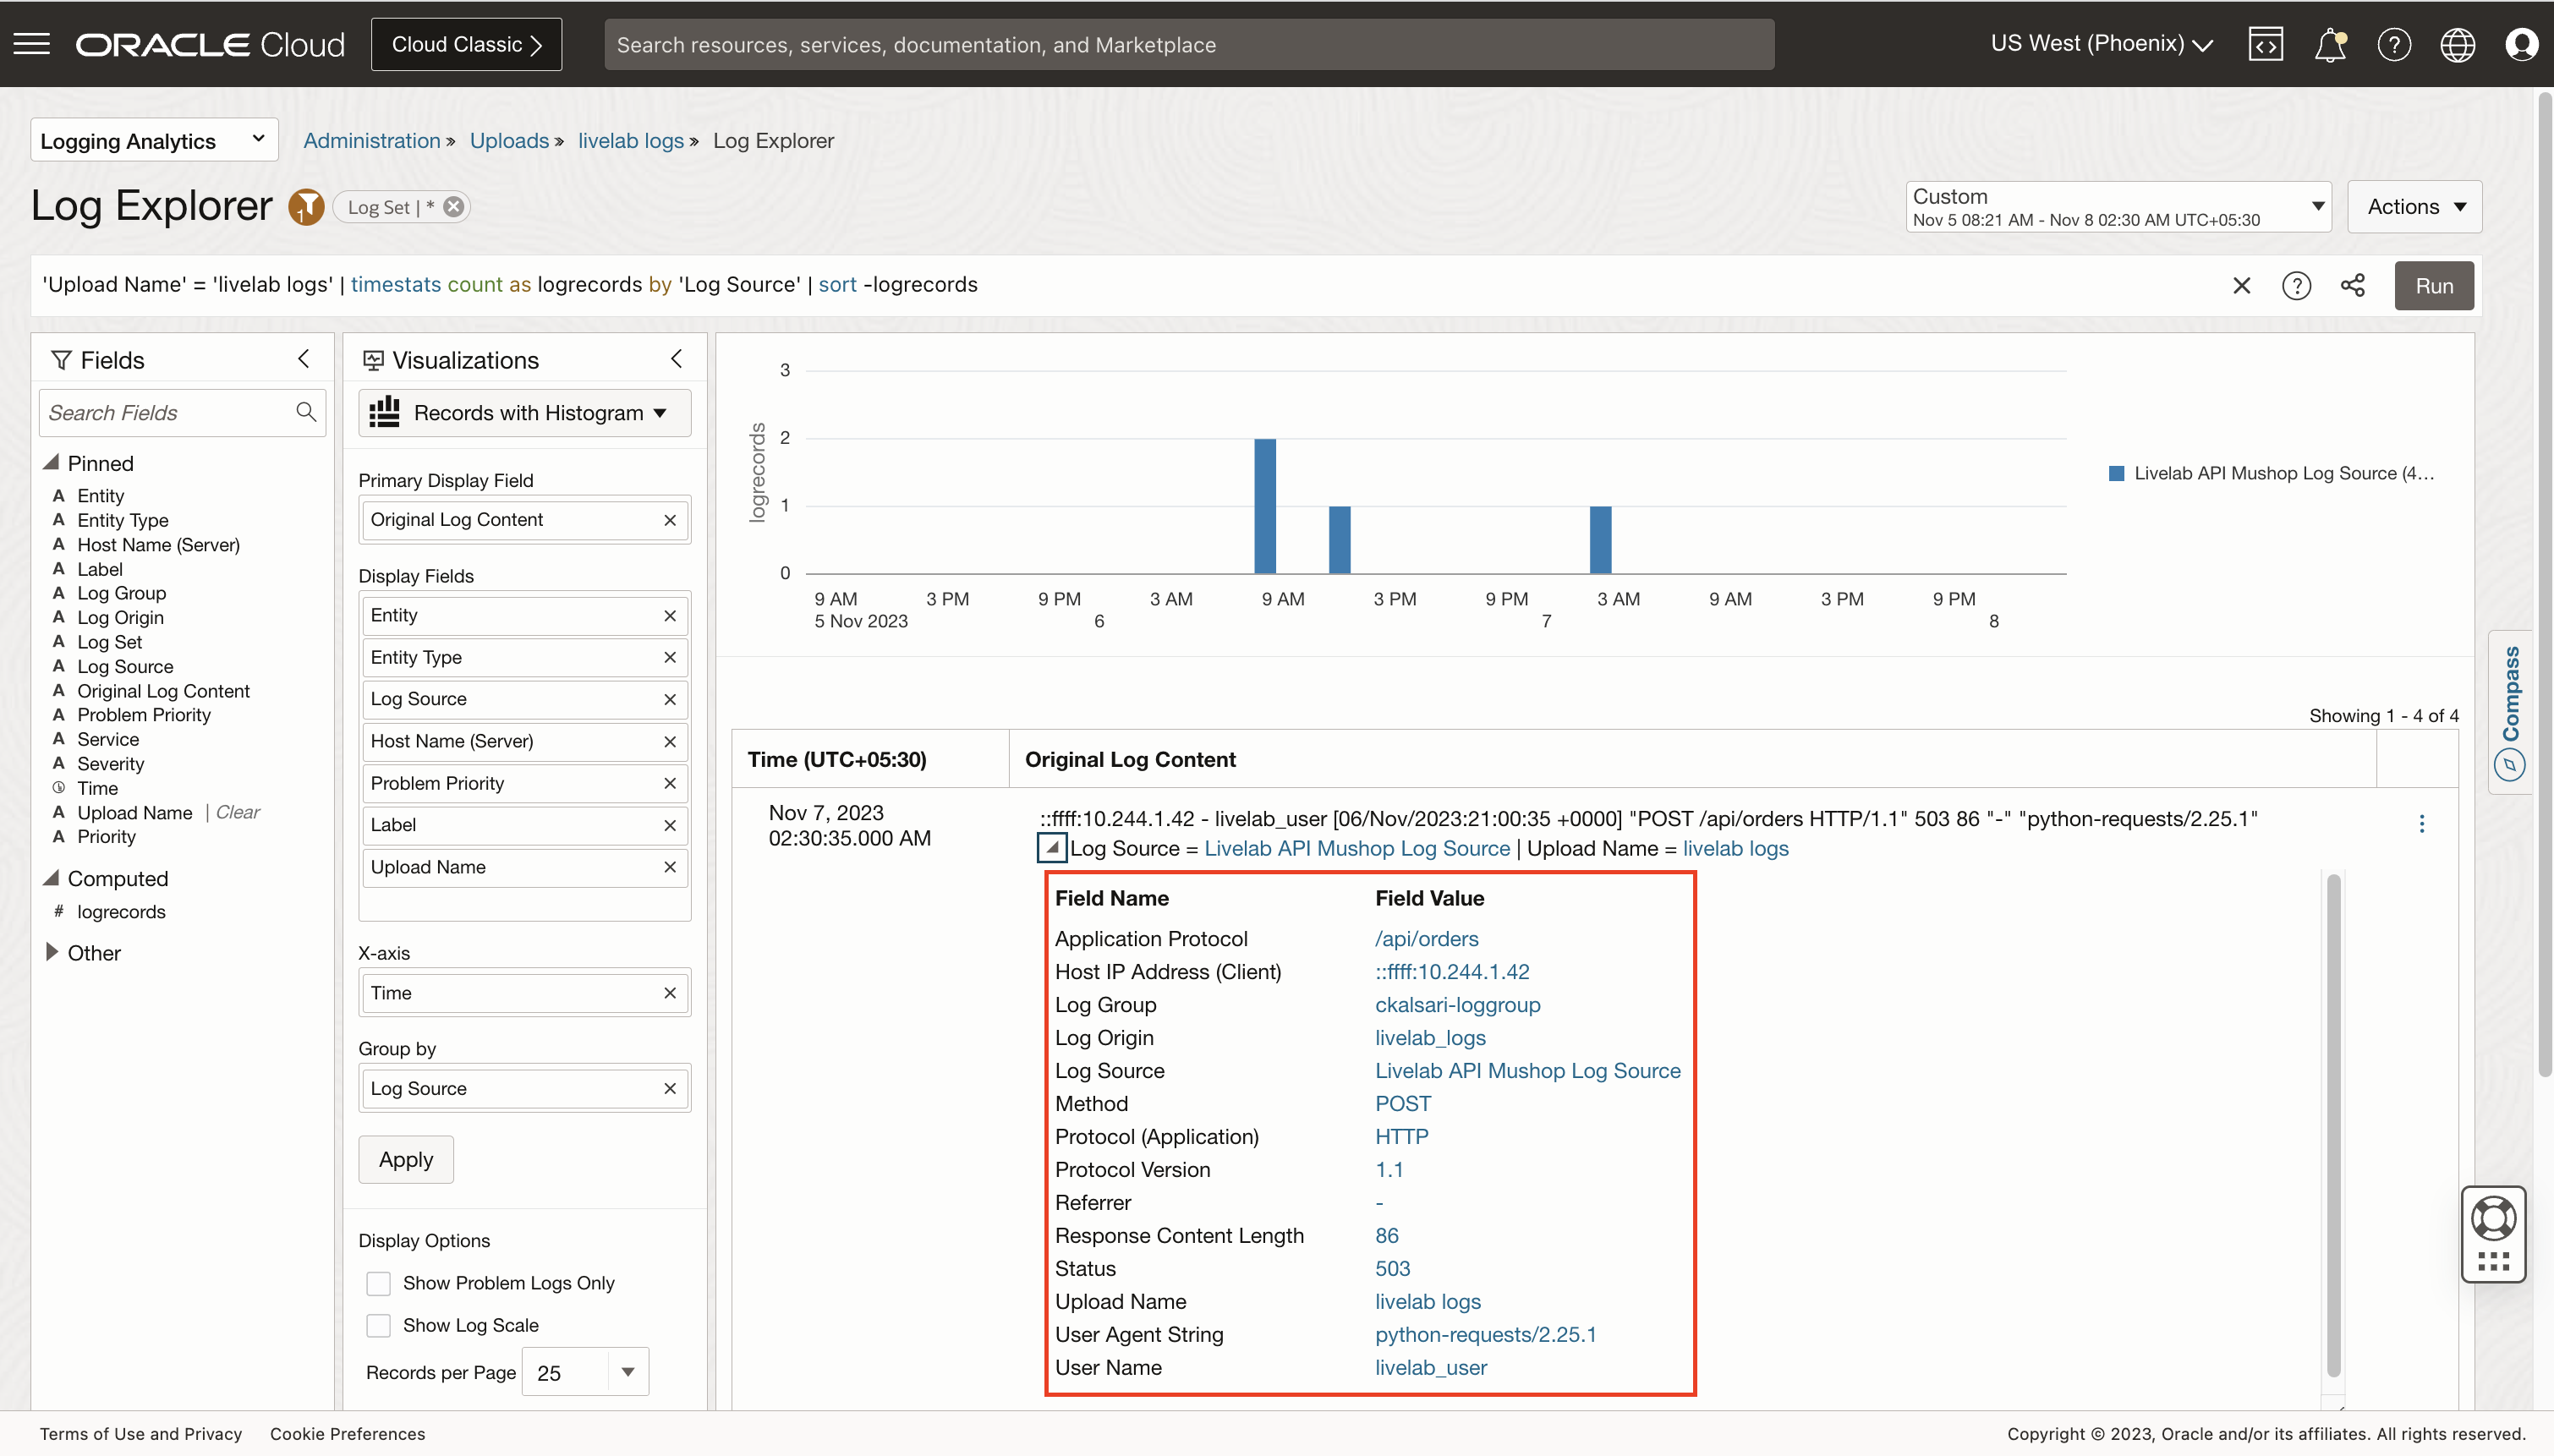 ORACLE Cloud
Cloud Classic
Search resources, services, documentation, and Marketplace
US West (Phoenix)
Logging Analytics
Administration » Uploads » livelab logs » Log Explorer
Log Explorer
1
Log Set | *
Custom
Nov 5 08:21 AM - Nov 8 02:30 AM UTC+05:30
Actions
'Upload Name' = 'livelab logs' | timestats count as logrecords by 'Log Source' | sort -logrecords
Run
Fields
Search Fields
Pinned
A Entity
A Entity Type
A Host Name (Server)
A Label
A Log Group
A Log Origin
A Log Set
A Log Source
A Original Log Content
A Problem Priority
A Service
A Severity
Time
A Upload Name | Clear
A Priority
Computed
# logrecords
Other
Visualizations
Records with Histogram
Primary Display Field
Original Log Content
Display Fields
Entity
Entity Type
Log Source
Host Name (Server)
Problem Priority
Label
Upload Name
X-axis
Time
Group by
Log Source
Apply
Display Options
Show Problem Logs Only
Show Log Scale
Records per Page 25
logrecords
3
2
1
0
9 AM 3 PM 9 PM 3 AM 9 AM 3 PM 9 PM 3 AM 9 AM 3 PM 9 PM
5 Nov 2023 6 7 8
Livelab API Mushop Log Source (4...
Compass
Showing 1 - 4 of 4
Time (UTC+05:30) Original Log Content
Nov 7, 2023
02:30:35.000 AM
::ffff:10.244.1.42 - livelab_user [06/Nov/2023:21:00:35 +0000] "POST /api/orders HTTP/1.1" 503 86 "-" "python-requests/2.25.1"
Log Source = Livelab API Mushop Log Source | Upload Name = livelab logs
Field Name Field Value
Application Protocol /api/orders
Host IP Address (Client) ::ffff:10.244.1.42
Log Group ckalsari-loggroup
Log Origin livelab_logs
Log Source Livelab API Mushop Log Source
Method POST
Protocol (Application) HTTP
Protocol Version 1.1
Referrer -
Response Content Length 86
Status 503
Upload Name livelab logs
User Agent String python-requests/2.25.1
User Name livelab_user
Terms of Use and Privacy Cookie Preferences
Copyright © 2023, Oracle and/or its affiliates. All rights reserved.